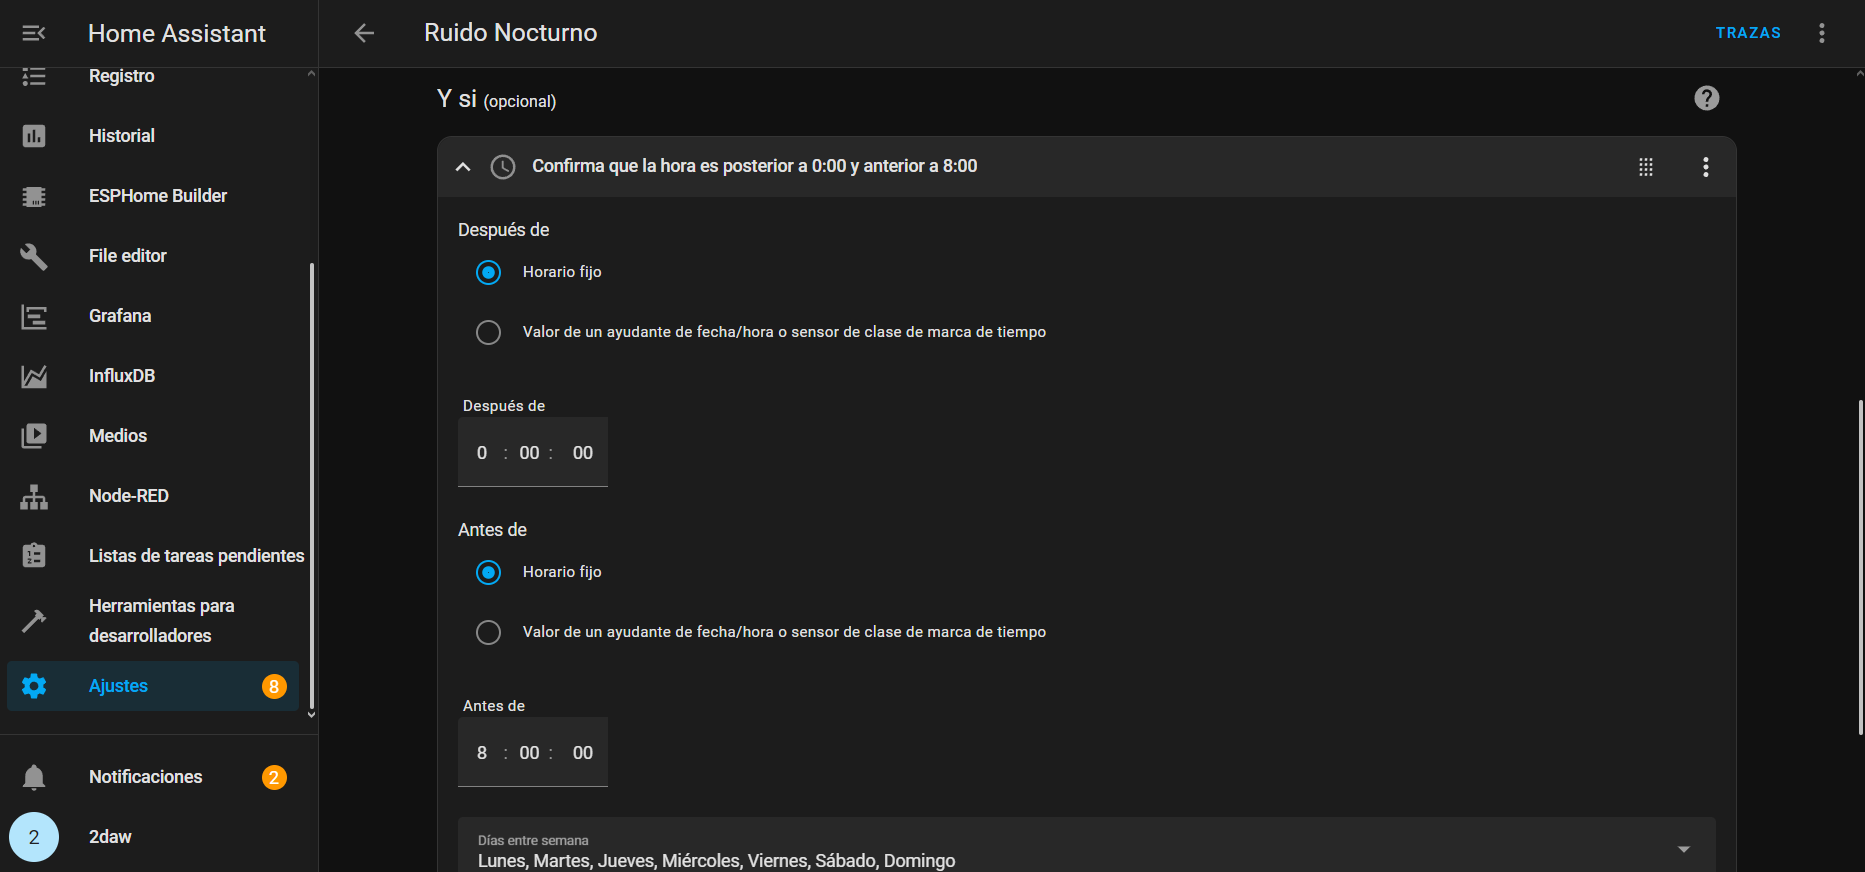 Home Assistant
Registro
Historial
ESPHome Builder
File editor
Grafana
InfluxDB
Medios
Node-RED
Listas de tareas pendientes
Herramientas para
desarrolladores
Ajustes 8
Notificaciones 2
2 2daw
Ruido Nocturno
TRAZAS
Y si (opcional)
Confirma que la hora es posterior a 0:00 y anterior a 8:00
Después de
Horario fijo
Valor de un ayudante de fecha/hora o sensor de clase de marca de tiempo
Después de
0 : 00 : 00
Antes de
Horario fijo
Valor de un ayudante de fecha/hora o sensor de clase de marca de tiempo
Antes de
8 : 00 : 00
Días entre semana
Lunes, Martes, Jueves, Miércoles, Viernes, Sábado, Domingo